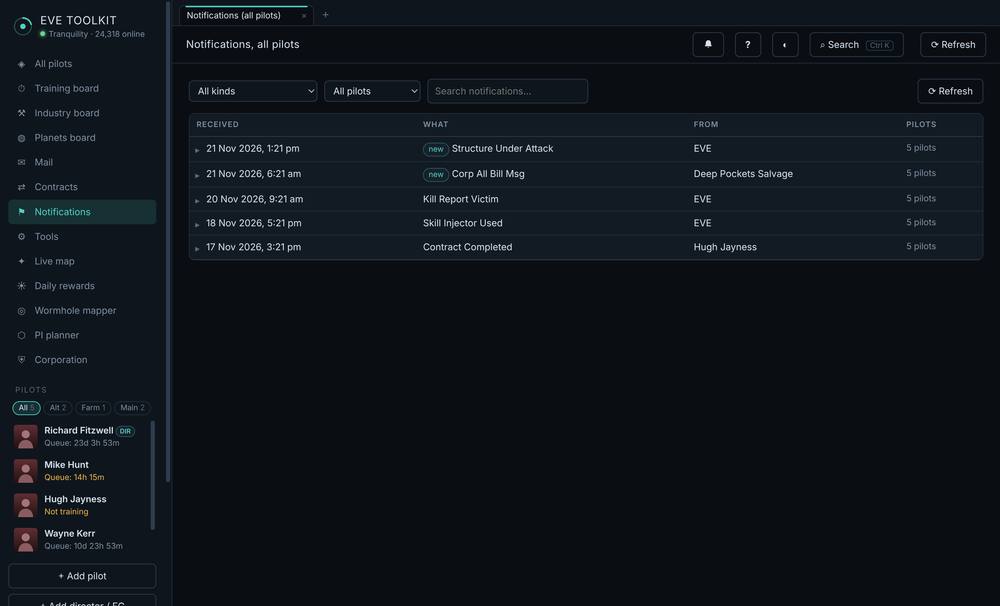 EVE TOOLKIT
Tranquility · 24,318 online
All pilots
Training board
Industry board
Planets board
Mail
Contracts
Notifications
Tools
Live map
Daily rewards
Wormhole mapper
PI planner
Corporation
PILOTS
All 5 Alt 2 Farm 1 Main 2
Richard Fitzwell DIR
Queue: 23d 3h 53m
Mike Hunt
Queue: 14h 15m
Hugh Jayness
Not training
Wayne Kerr
Queue: 10d 23h 53m
+ Add pilot
+ Add director / FC
Notifications (all pilots) × +
Notifications, all pilots
? Search Ctrl K ⟳ Refresh
All kinds All pilots Search notifications... ⟳ Refresh
RECEIVED WHAT FROM PILOTS
21 Nov 2026, 1:21 pm new Structure Under Attack EVE 5 pilots
21 Nov 2026, 6:21 am new Corp All Bill Msg Deep Pockets Salvage 5 pilots
20 Nov 2026, 9:21 am Kill Report Victim EVE 5 pilots
18 Nov 2026, 5:21 pm Skill Injector Used EVE 5 pilots
17 Nov 2026, 3:21 pm Contract Completed Hugh Jayness 5 pilots